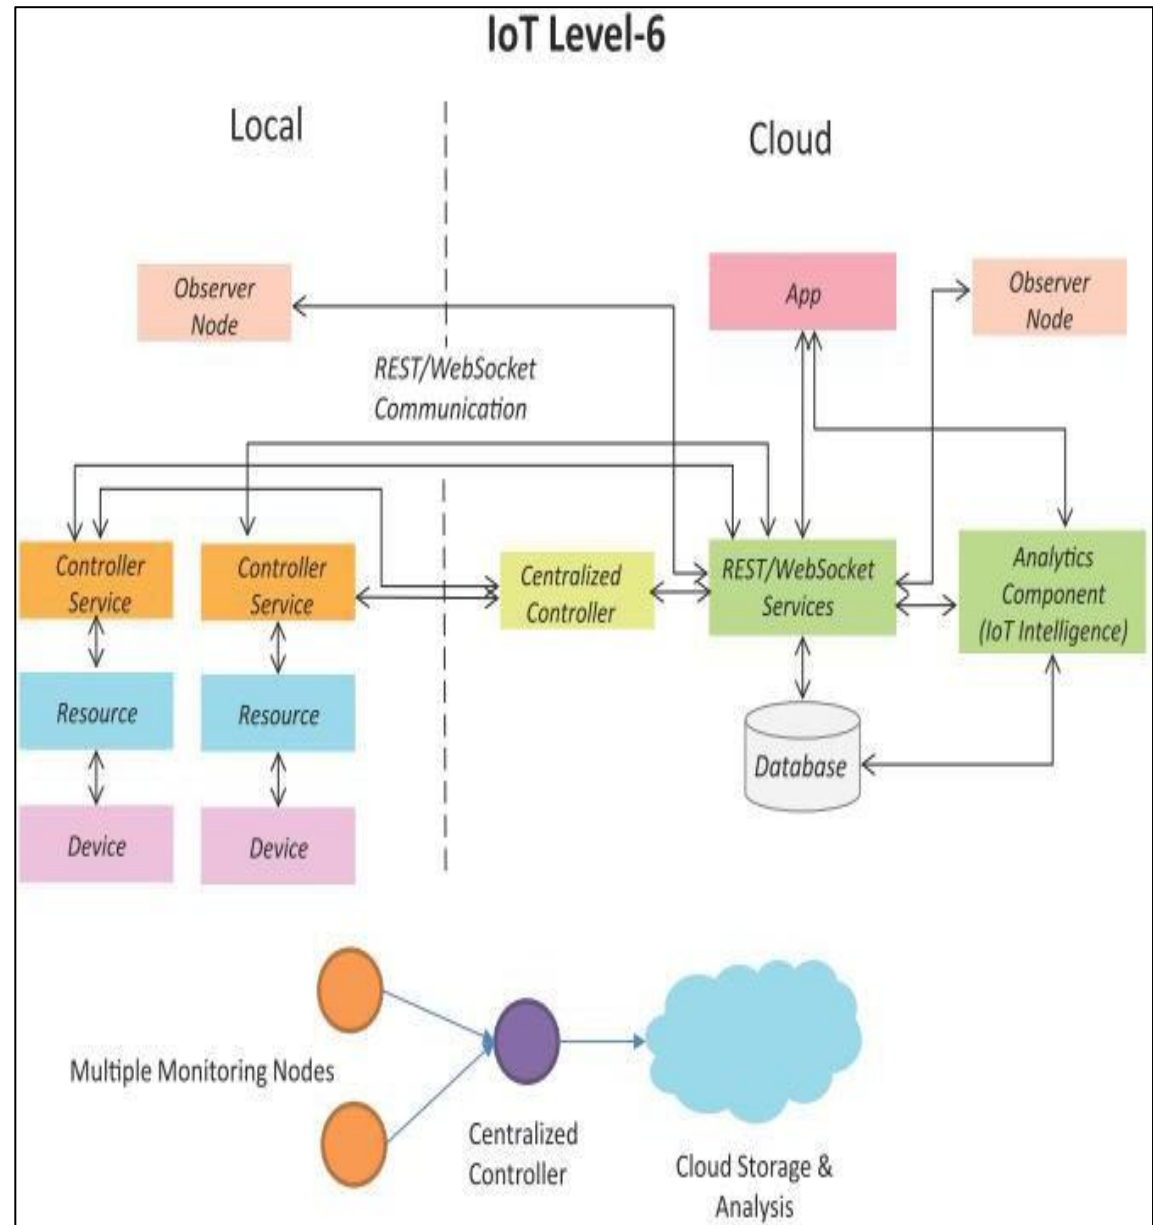 IoT Level-6
Local
Cloud
Observer
Node
App
Observer
Node
REST/WebSocket
Communication
Controller
Service
Controller
Service
Centralized
Controller
REST/WebSocket
Services
Analytics
Component
(IoT Intelligence)
Resource
Resource
Database
Device
Device
Multiple Monitoring Nodes
Centralized
Controller
Cloud Storage &
Analysis